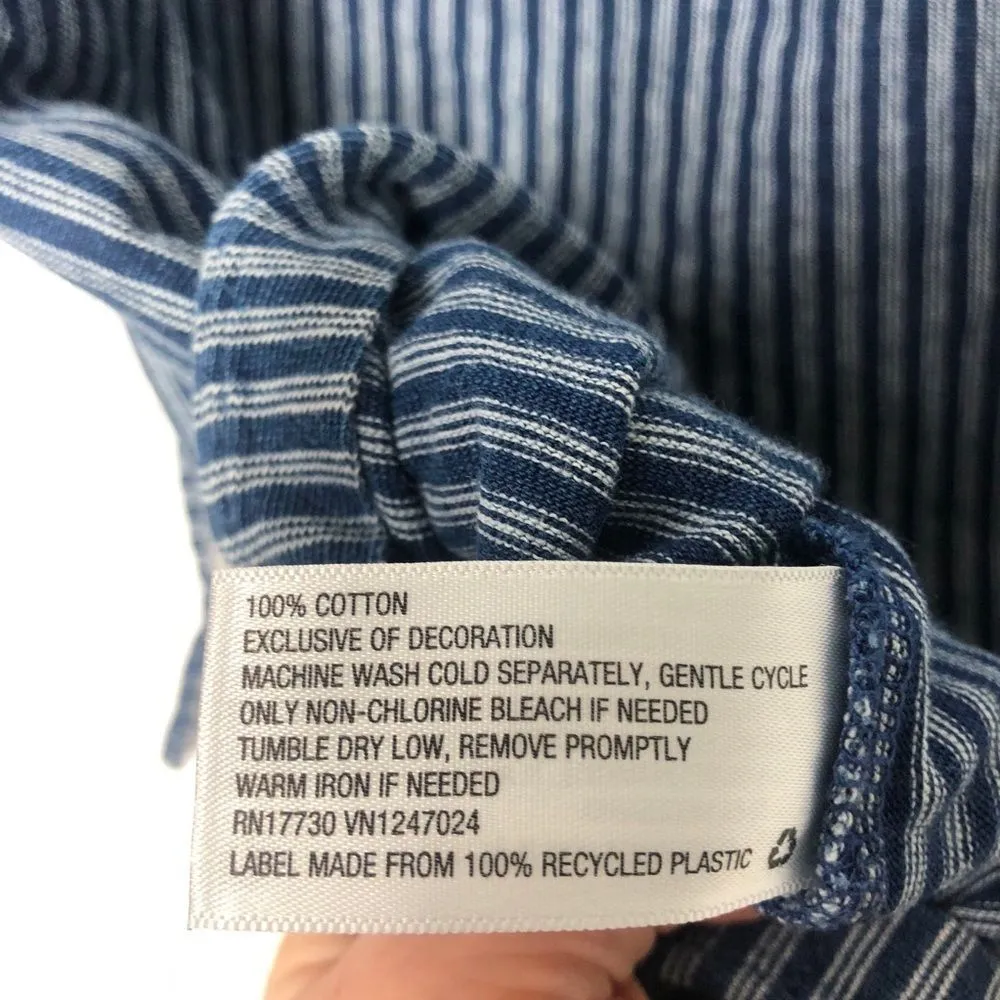 100% COTTON
EXCLUSIVE OF DECORATION
MACHINE WASH COLD SEPARATELY, GENTLE CYCLE
ONLY NON-CHLORINE BLEACH IF NEEDED
TUMBLE DRY LOW, REMOVE PROMPTLY
WARM IRON IF NEEDED
RN17730 VN1247024
LABEL MADE FROM 100% RECYCLED PLASTIC